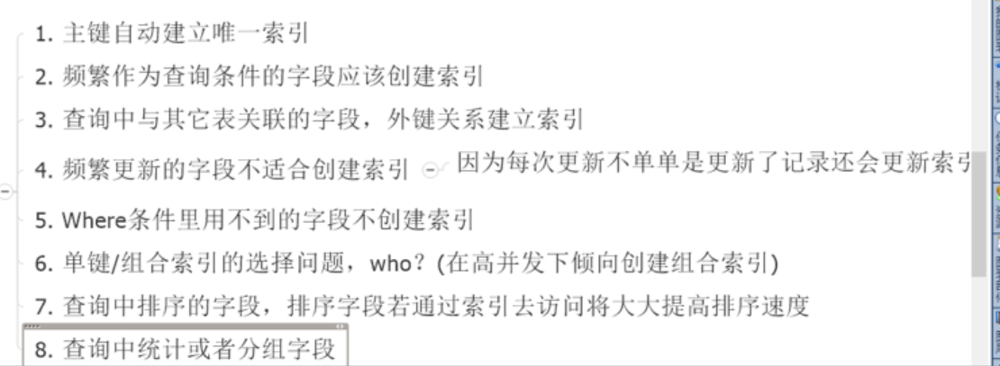 1. 主键自动建立唯一索引
2. 频繁作为查询条件的字段应该创建索引
3. 查询中与其它表关联的字段，外键关系建立索引
4. 频繁更新的字段不适合创建索引 因为每次更新不单单是更新了记录还会更新索引
5. Where条件里用不到的字段不创建索引
6. 单键/组合索引的选择问题，who？(在高并发下倾向创建组合索引)
7. 查询中排序的字段，排序字段若通过索引去访问将大大提高排序速度
8. 查询中统计或者分组字段